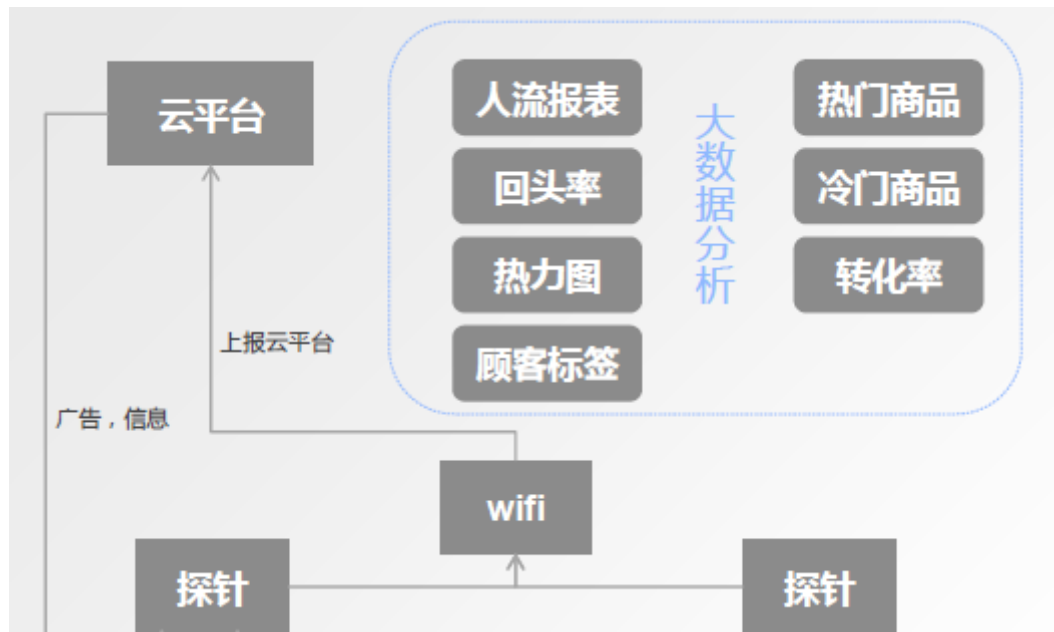 云平台
人流报表
回头率
热力图
顾客标签
大数据分析
热门商品
冷门商品
转化率
上报云平台
广告，信息
wifi
探针
探针